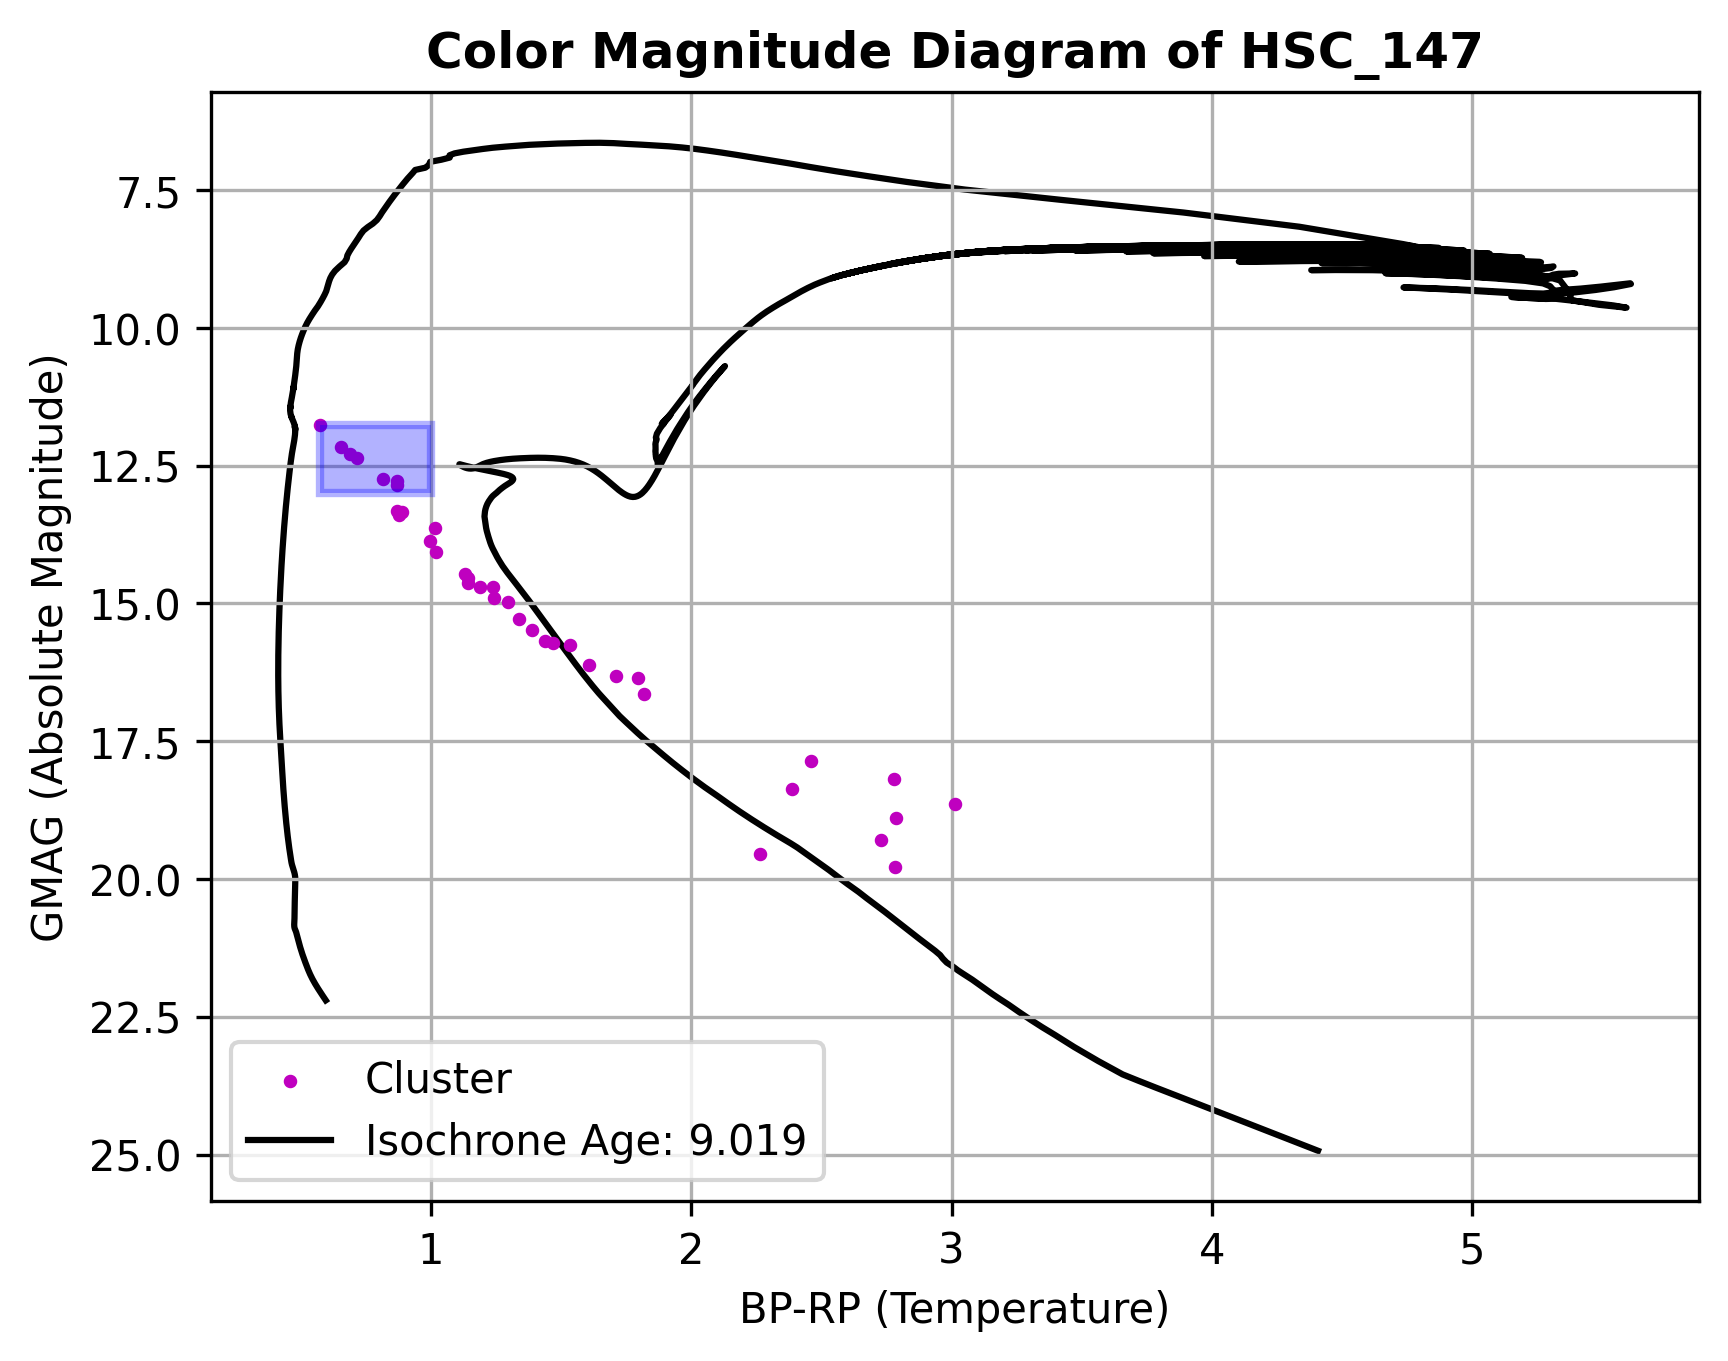 Color Magnitude Diagram of HSC_147
GMAG (Absolute Magnitude)
7.5
10.0
12.5
15.0
17.5
20.0
22.5
25.0
Cluster
Isochrone Age: 9.019
1 2 3 4 5
BP-RP (Temperature)